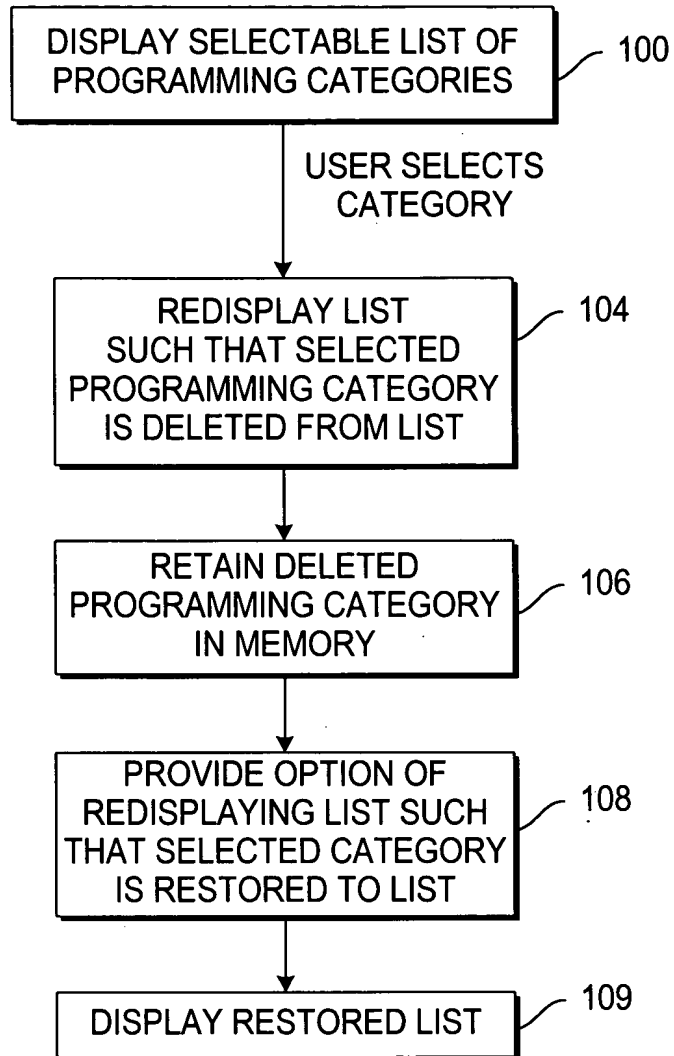 DISPLAY SELECTABLE LIST OF
PROGRAMMING CATEGORIES
100
USER SELECTS
CATEGORY
REDISPLAY LIST
SUCH THAT SELECTED
PROGRAMMING CATEGORY
IS DELETED FROM LIST
104
RETAIN DELETED
PROGRAMMING CATEGORY
IN MEMORY
106
PROVIDE OPTION OF
REDISPLAYING LIST SUCH
THAT SELECTED CATEGORY
IS RESTORED TO LIST
108
DISPLAY RESTORED LIST
109